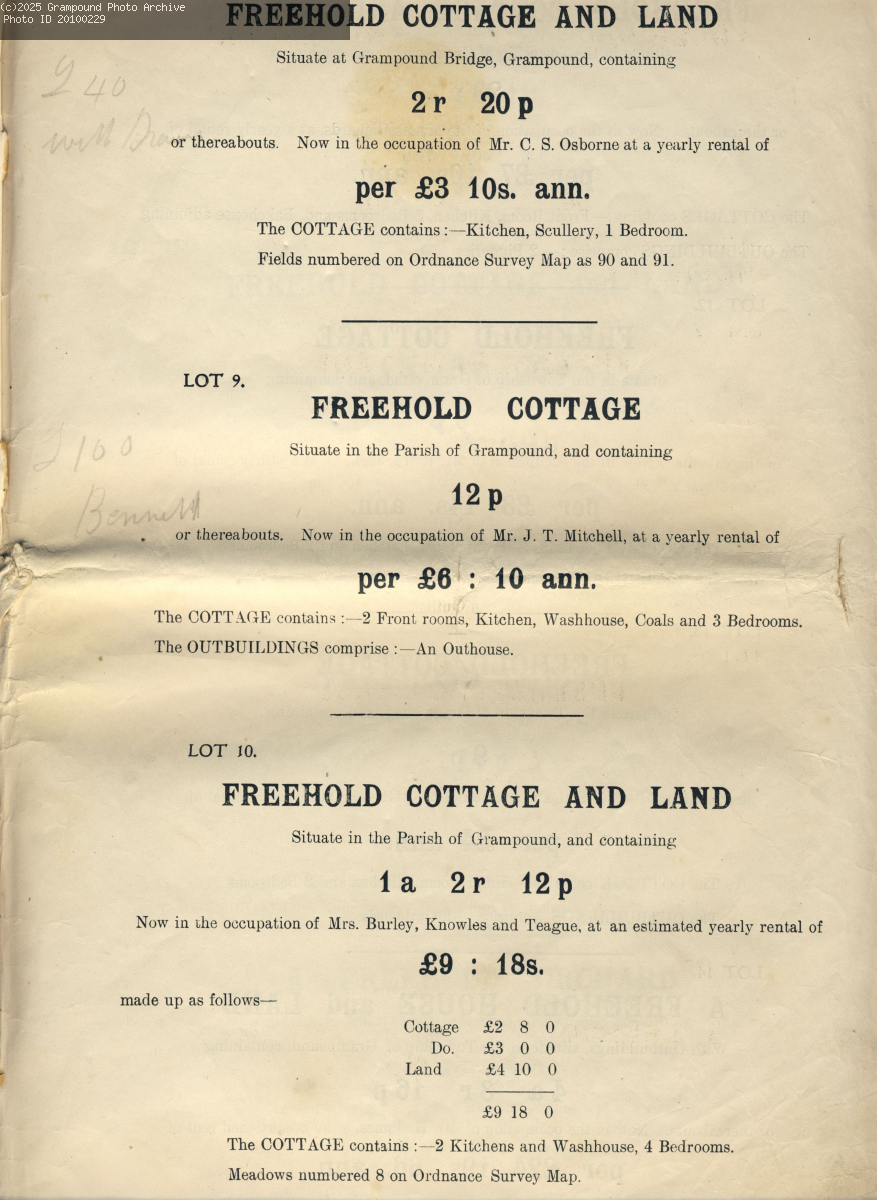 (c)2025 Grampound Photo Archive
Photo ID 20100229
FREEHOLD COTTAGE AND LAND
Situate at Grampound Bridge, Grampound, containing
£40
2 r 20 p
or thereabouts. Now in the occupation of Mr. C. S. Osborne at a yearly rental of
per £3 10s. ann.
The COTTAGE contains :—Kitchen, Scullery, 1 Bedroom.
Fields numbered on Ordnance Survey Map as 90 and 91.
LOT 9.
FREEHOLD COTTAGE
Situate in the Parish of Grampound, and containing
£100
12 p
Bennett
or thereabouts. Now in the occupation of Mr. J. T. Mitchell, at a yearly rental of
per £6 : 10 ann.
The COTTAGE contains :—2 Front rooms, Kitchen, Washhouse, Coals and 3 Bedrooms.
The OUTBUILDINGS comprise :—An Outhouse.
LOT 10.
FREEHOLD COTTAGE AND LAND
Situate in the Parish of Grampound, and containing
1 a 2 r 12 p
Now in the occupation of Mrs. Burley, Knowles and Teague, at an estimated yearly rental of
£9 : 18s.
made up as follows—
Cottage £2 8 0
Do. £3 0 0
Land £4 10 0
£9 18 0
The COTTAGE contains :—2 Kitchens and Washhouse, 4 Bedrooms.
Meadows numbered 8 on Ordnance Survey Map.